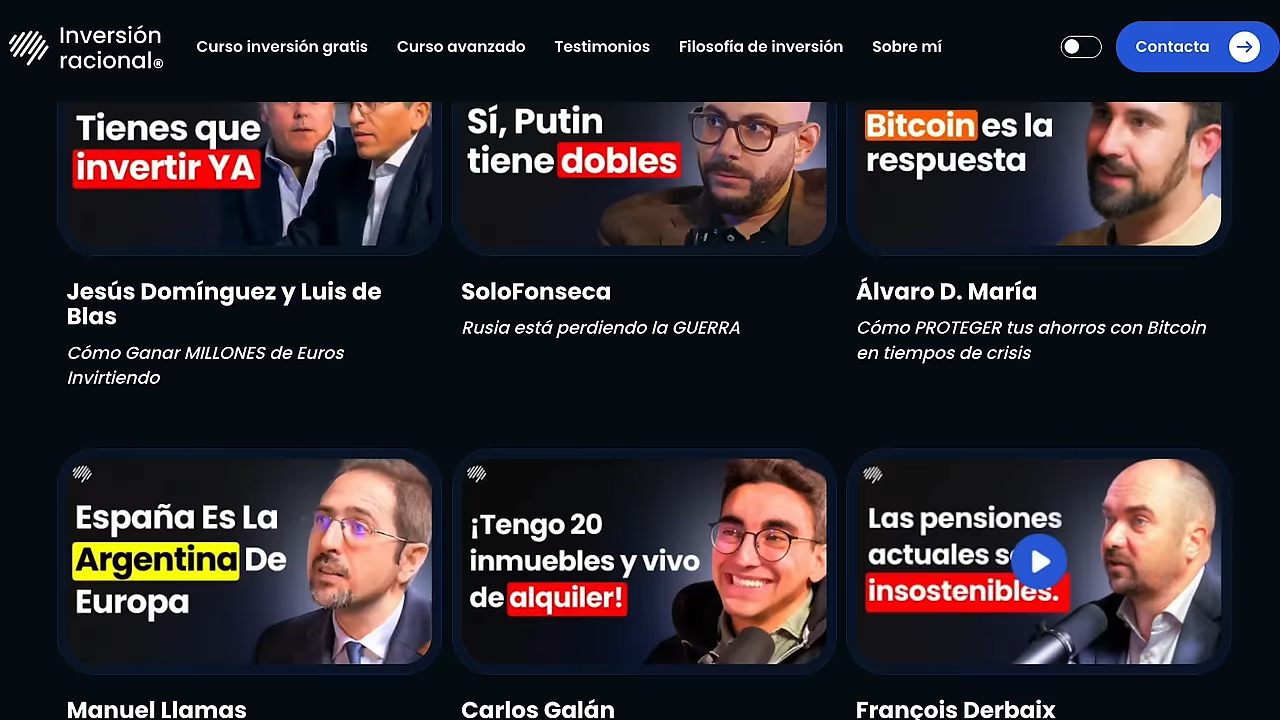 Inversión
racional®
Curso inversión gratis
Curso avanzado
Testimonios
Filosofía de inversión
Sobre mí
Contacta
Tienes que
invertir YA
Sí, Putin
tiene dobles
Bitcoin es la
respuesta
Jesús Domínguez y Luis de
Blas
Cómo Ganar MILLONES de Euros
Invirtiendo
SoloFonseca
Rusia está perdiendo la GUERRA
Álvaro D. María
Cómo PROTEGER tus ahorros con Bitcoin
en tiempos de crisis
España Es La
Argentina De
Europa
¡Tengo 20
inmuebles y vivo
de alquiler!
Las pensiones
actuales
insostenibles.
Manuel Llamas
Carlos Galán
François Derbaix